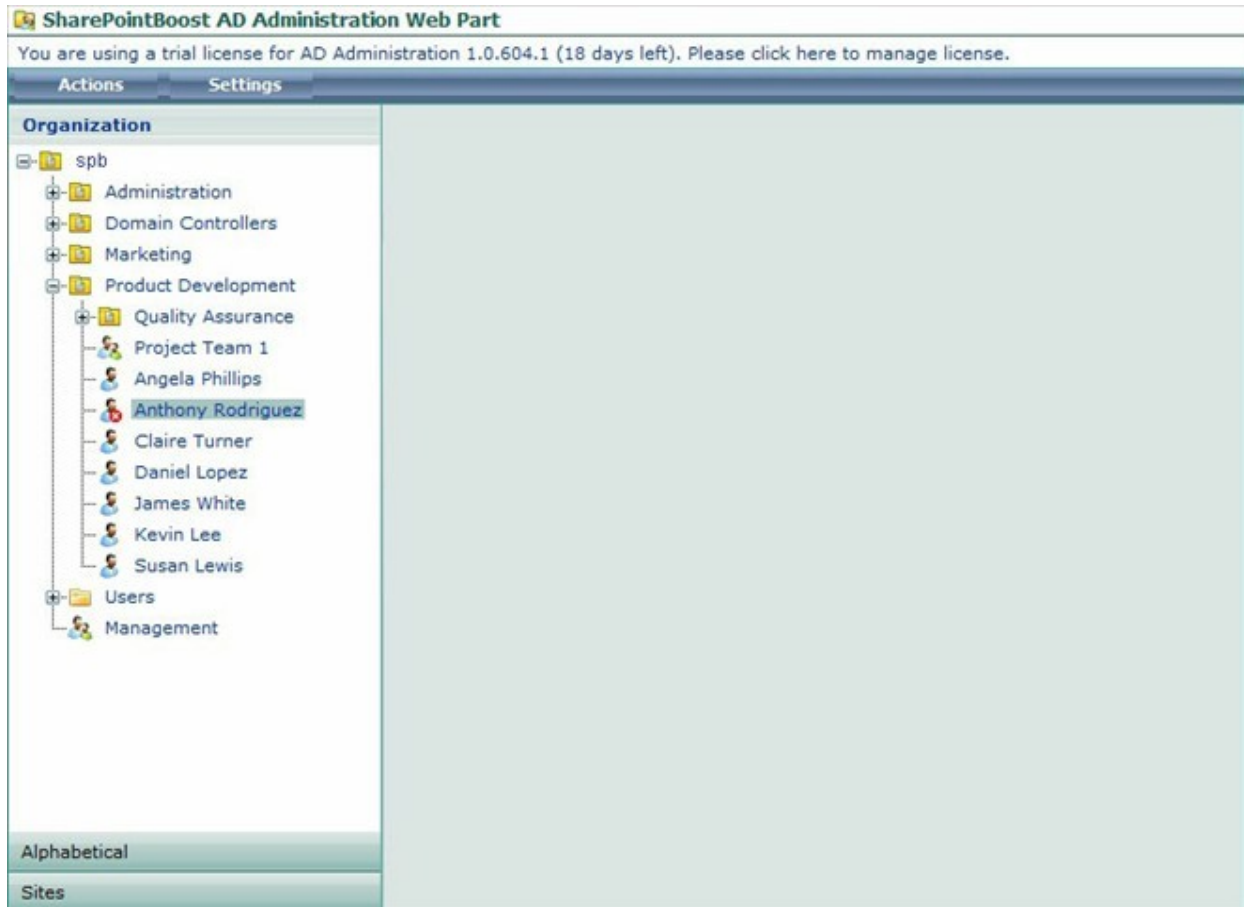 SharePointBoost AD Administration Web Part
You are using a trial license for AD Administration 1.0.604.1 (18 days left). Please click here to manage license.
Actions Settings
Organization
spb
Administration
Domain Controllers
Marketing
Product Development
Quality Assurance
Project Team 1
Angela Phillips
Anthony Rodriguez
Claire Turner
Daniel Lopez
James White
Kevin Lee
Susan Lewis
Users
Management
Alphabetical
Sites